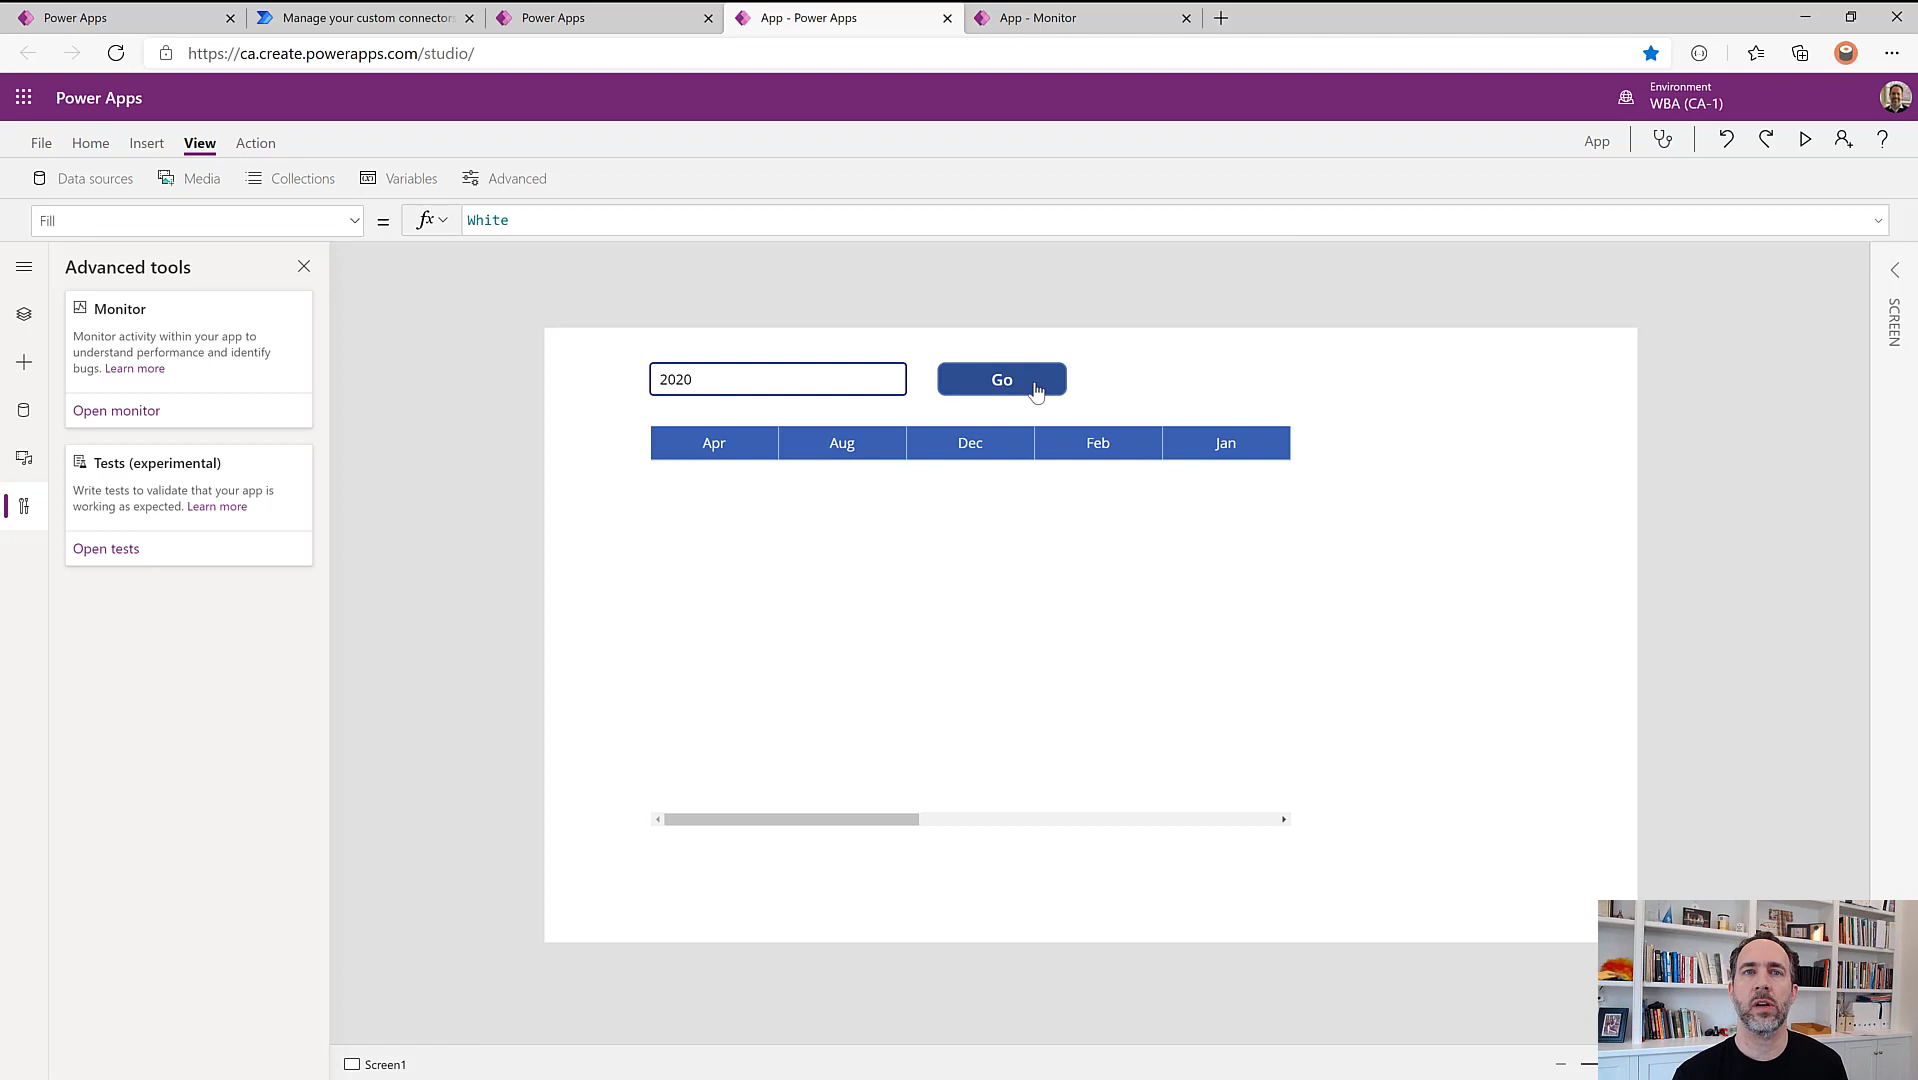 Power Apps
Manage your custom connectors
Power Apps
App - Power Apps
App - Monitor
https://ca.create.powerapps.com/studio/
Power Apps
Environment
WBA (CA-1)
File
Home
Insert
View
Action
App
Data sources
Media
Collections
Variables
Advanced
Fill
=
fx
White
Advanced tools
Monitor
Monitor activity within your app to
understand performance and identify
bugs. Learn more
Open monitor
Tests (experimental)
Write tests to validate that your app is
working as expected. Learn more
Open tests
2020
Go
Apr
Aug
Dec
Feb
Jan
SCREEN
Screen1